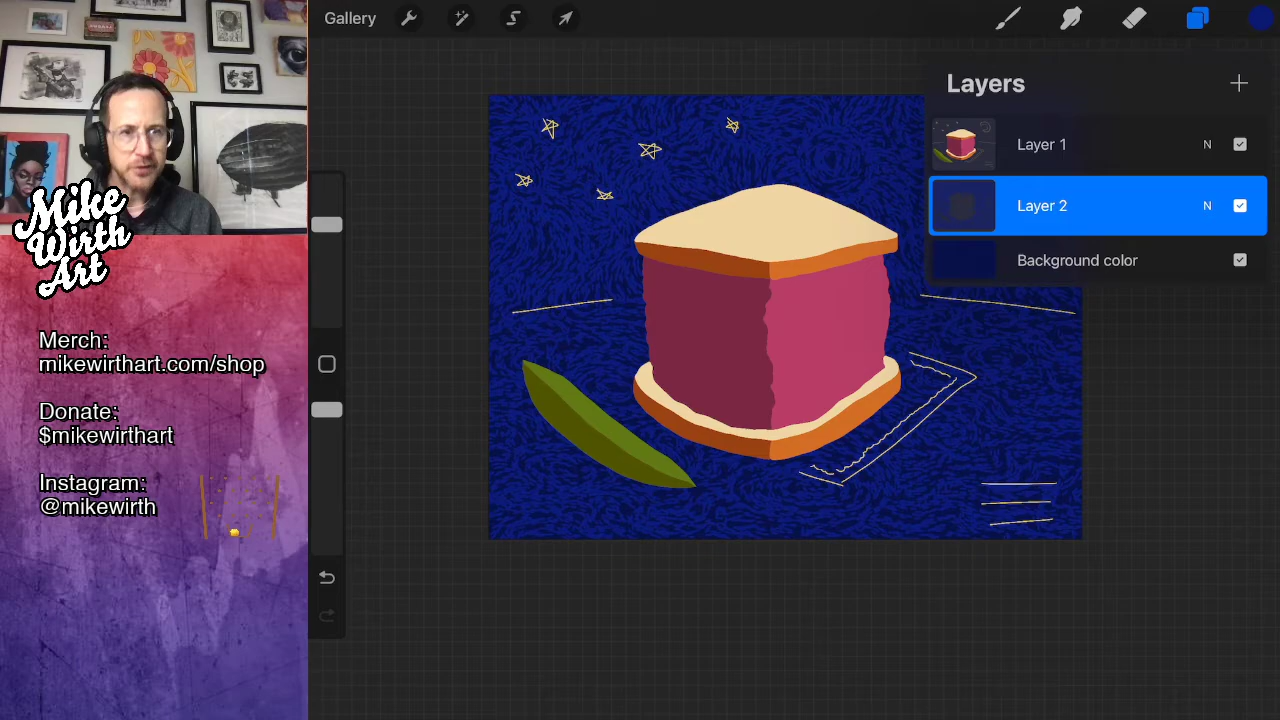 Gallery
Layers
Layer 1
N
Layer 2
N
Background color
Mike
Wirth
Art
Merch:
mikewirthart.com/shop
Donate:
$mikewirthart
Instagram:
@mikewirth